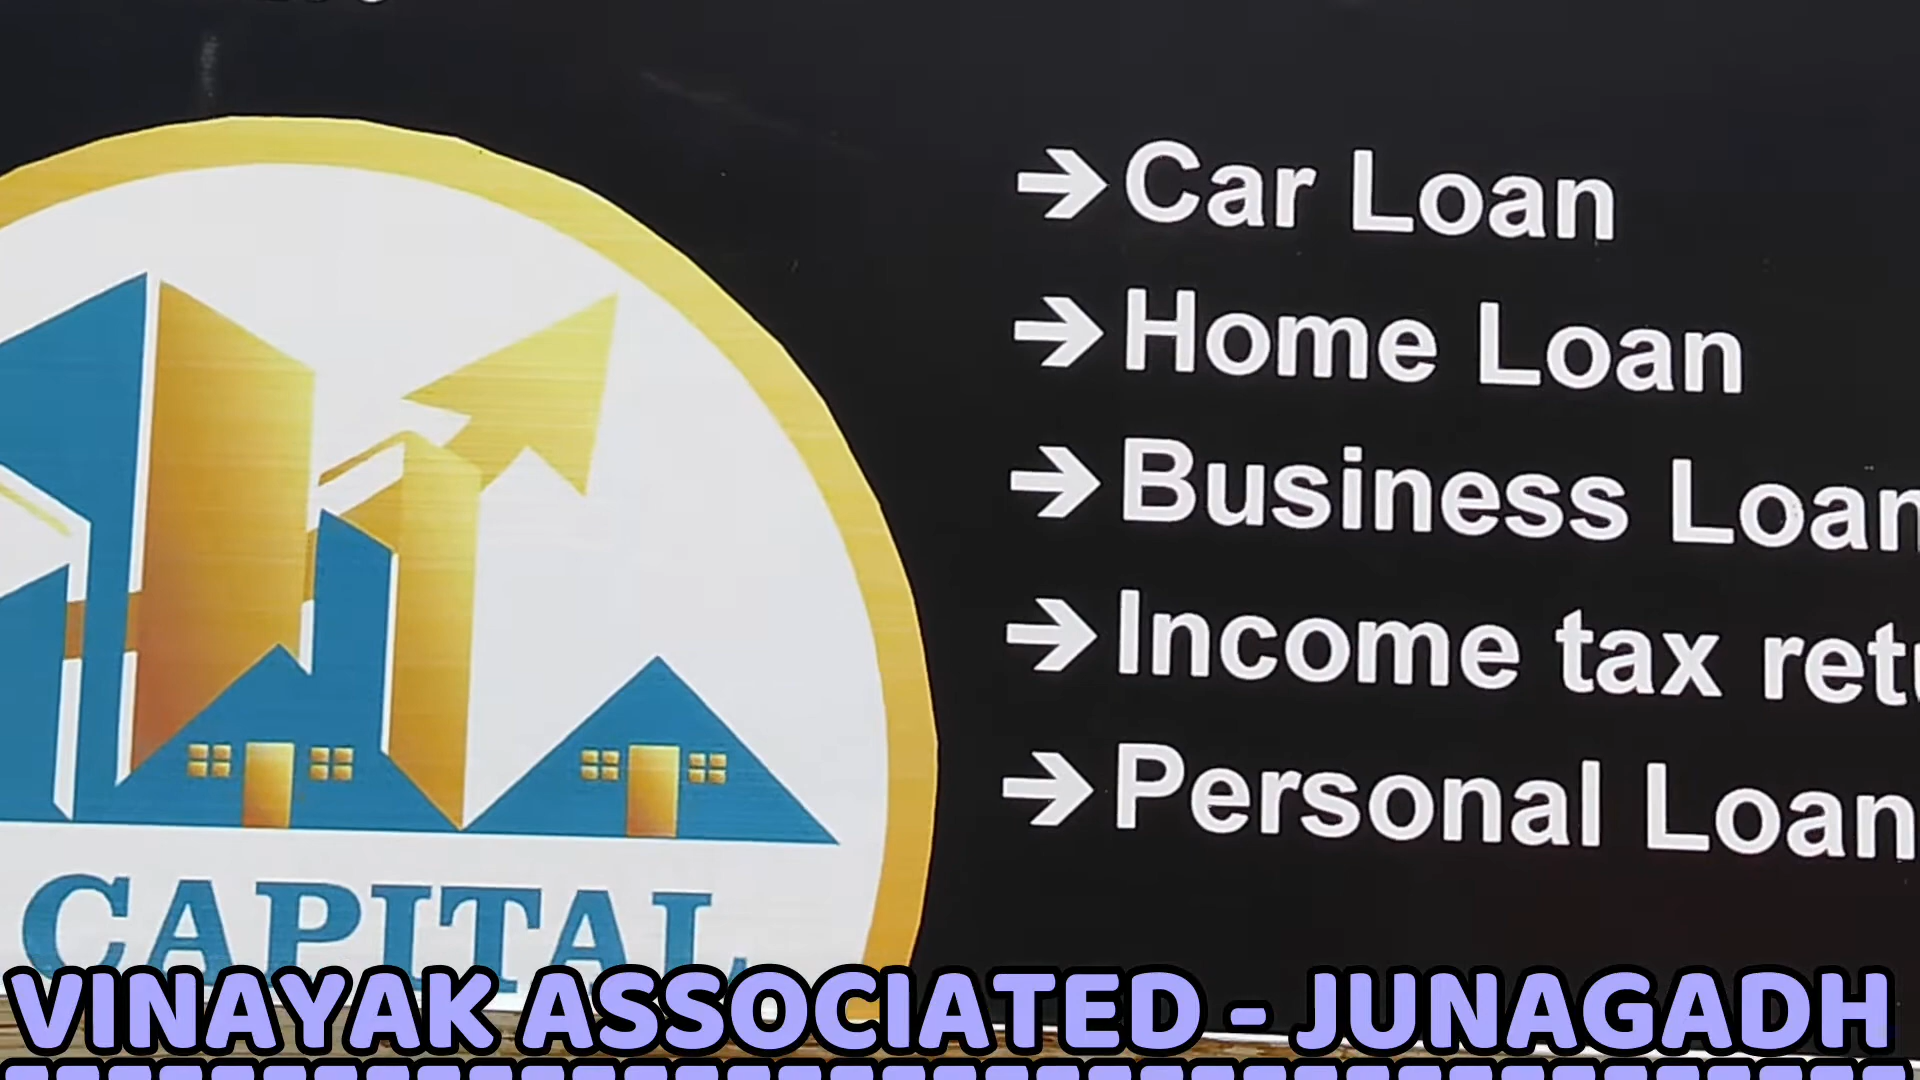 →Car Loan
→Home Loan
→Business Loan
→Income tax retu
→Personal Loan
CAPITAL
VINAYAK ASSOCIATED - JUNAGADH